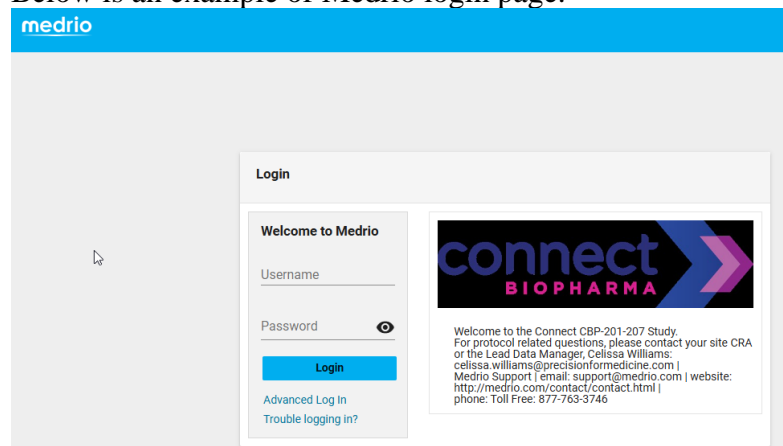 Below is an example of Medrio login page.
medrio
Login
Welcome to Medrio
Username
Password
Login
Advanced Log In
Trouble logging in?
connect
BIOPHARMA
Welcome to the Connect CBP-201-207 Study.
For protocol related questions, please contact your site CRA
or the Lead Data Manager, Celissa Williams:
celissa.williams@precisionformedicine.com |
Medrio Support | email: support@medrio.com | website:
http://medrio.com/contact/contact.html |
phone: Toll Free: 877-763-3746